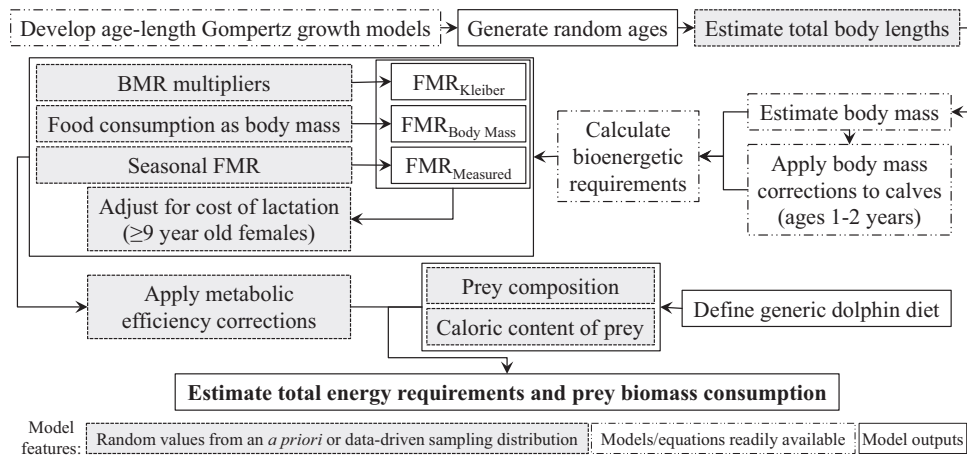 Develop age-length Gompertz growth models
Generate random ages
Estimate total body lengths
BMR multipliers
FMRKleiber
Food consumption as body mass
FMRBody Mass
Seasonal FMR
FMRMeasured
Adjust for cost of lactation
(≥9 year old females)
Calculate
bioenergetic
requirements
Estimate body mass
Apply body mass
corrections to calves
(ages 1-2 years)
Apply metabolic
efficiency corrections
Prey composition
Caloric content of prey
Define generic dolphin diet
Estimate total energy requirements and prey biomass consumption
Model
features:
Random values from an a priori or data-driven sampling distribution
Models/equations readily available
Model outputs